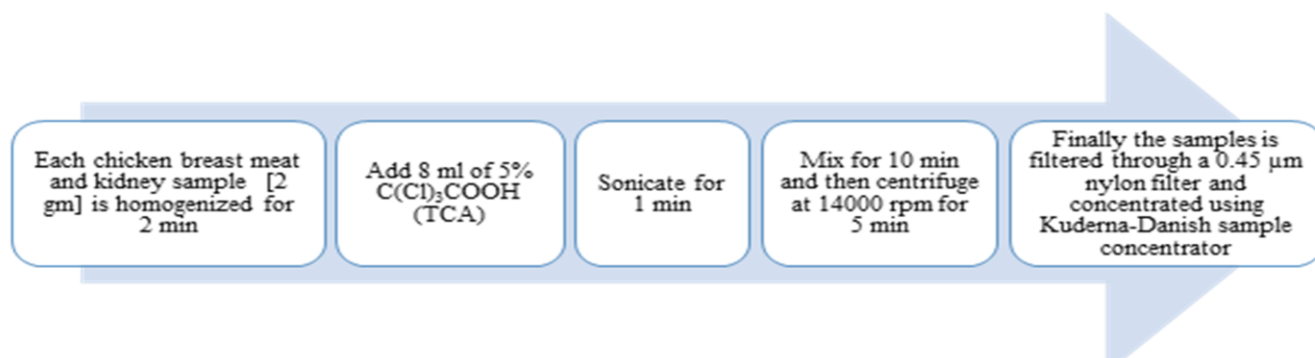 Each chicken breast meat
and kidney sample [2
gm] is homogenized for
2 min
Add 8 ml of 5%
C(Cl)₃COOH
(TCA)
Sonicate for
1 min
Mix for 10 min
and then centrifuge
at 14000 rpm for
5 min
Finally the samples is
filtered through a 0.45 µm
nylon filter and
concentrated using
Kuderna-Danish sample
concentrator